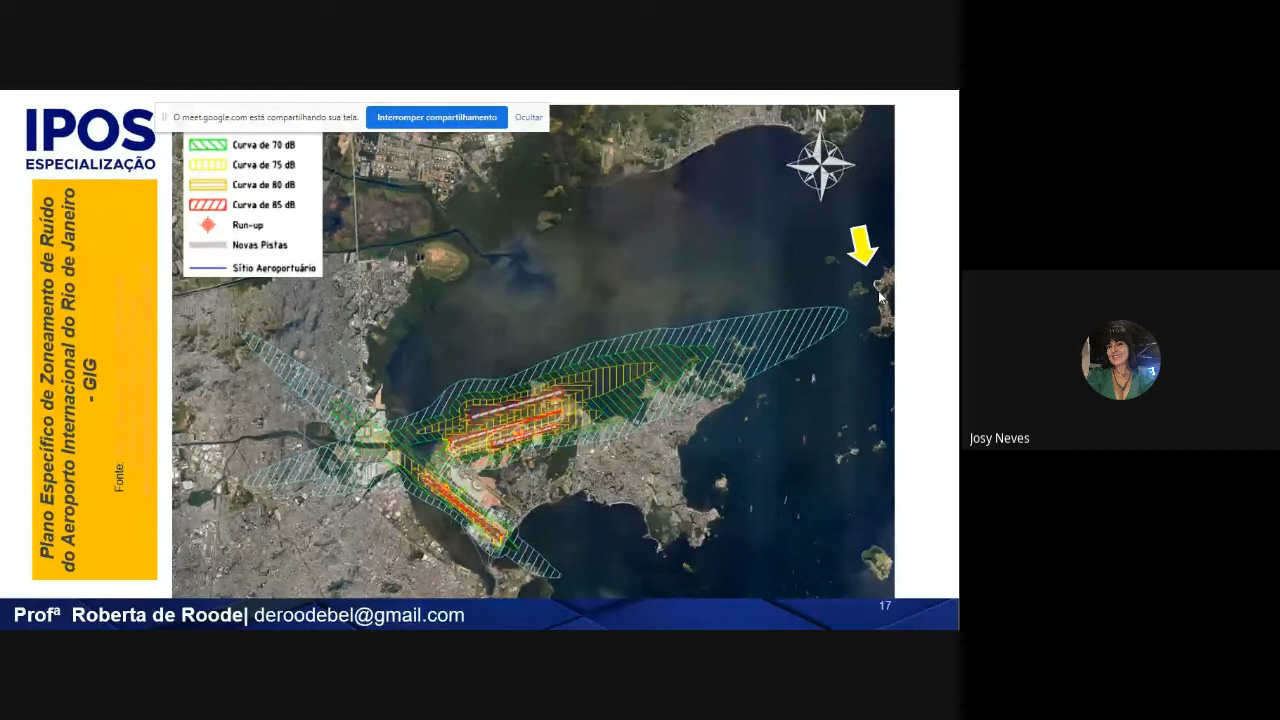 IPOS
ESPECIALIZAÇÃO
O meet.google.com está compartilhando sua tela.
Interromper compartilhamento
Ocultar
Curva de 70 dB
Curva de 75 dB
Curva de 80 dB
Curva de 85 dB
Run-up
Novas Pistas
Sítio Aeroportuário
N
Plano Específico de Zoneamento de Ruído
do Aeroporto Internacional do Rio de Janeiro
- GIG
Fonte:
Josy Neves
17
Profª Roberta de Roode| deroodebel@gmail.com